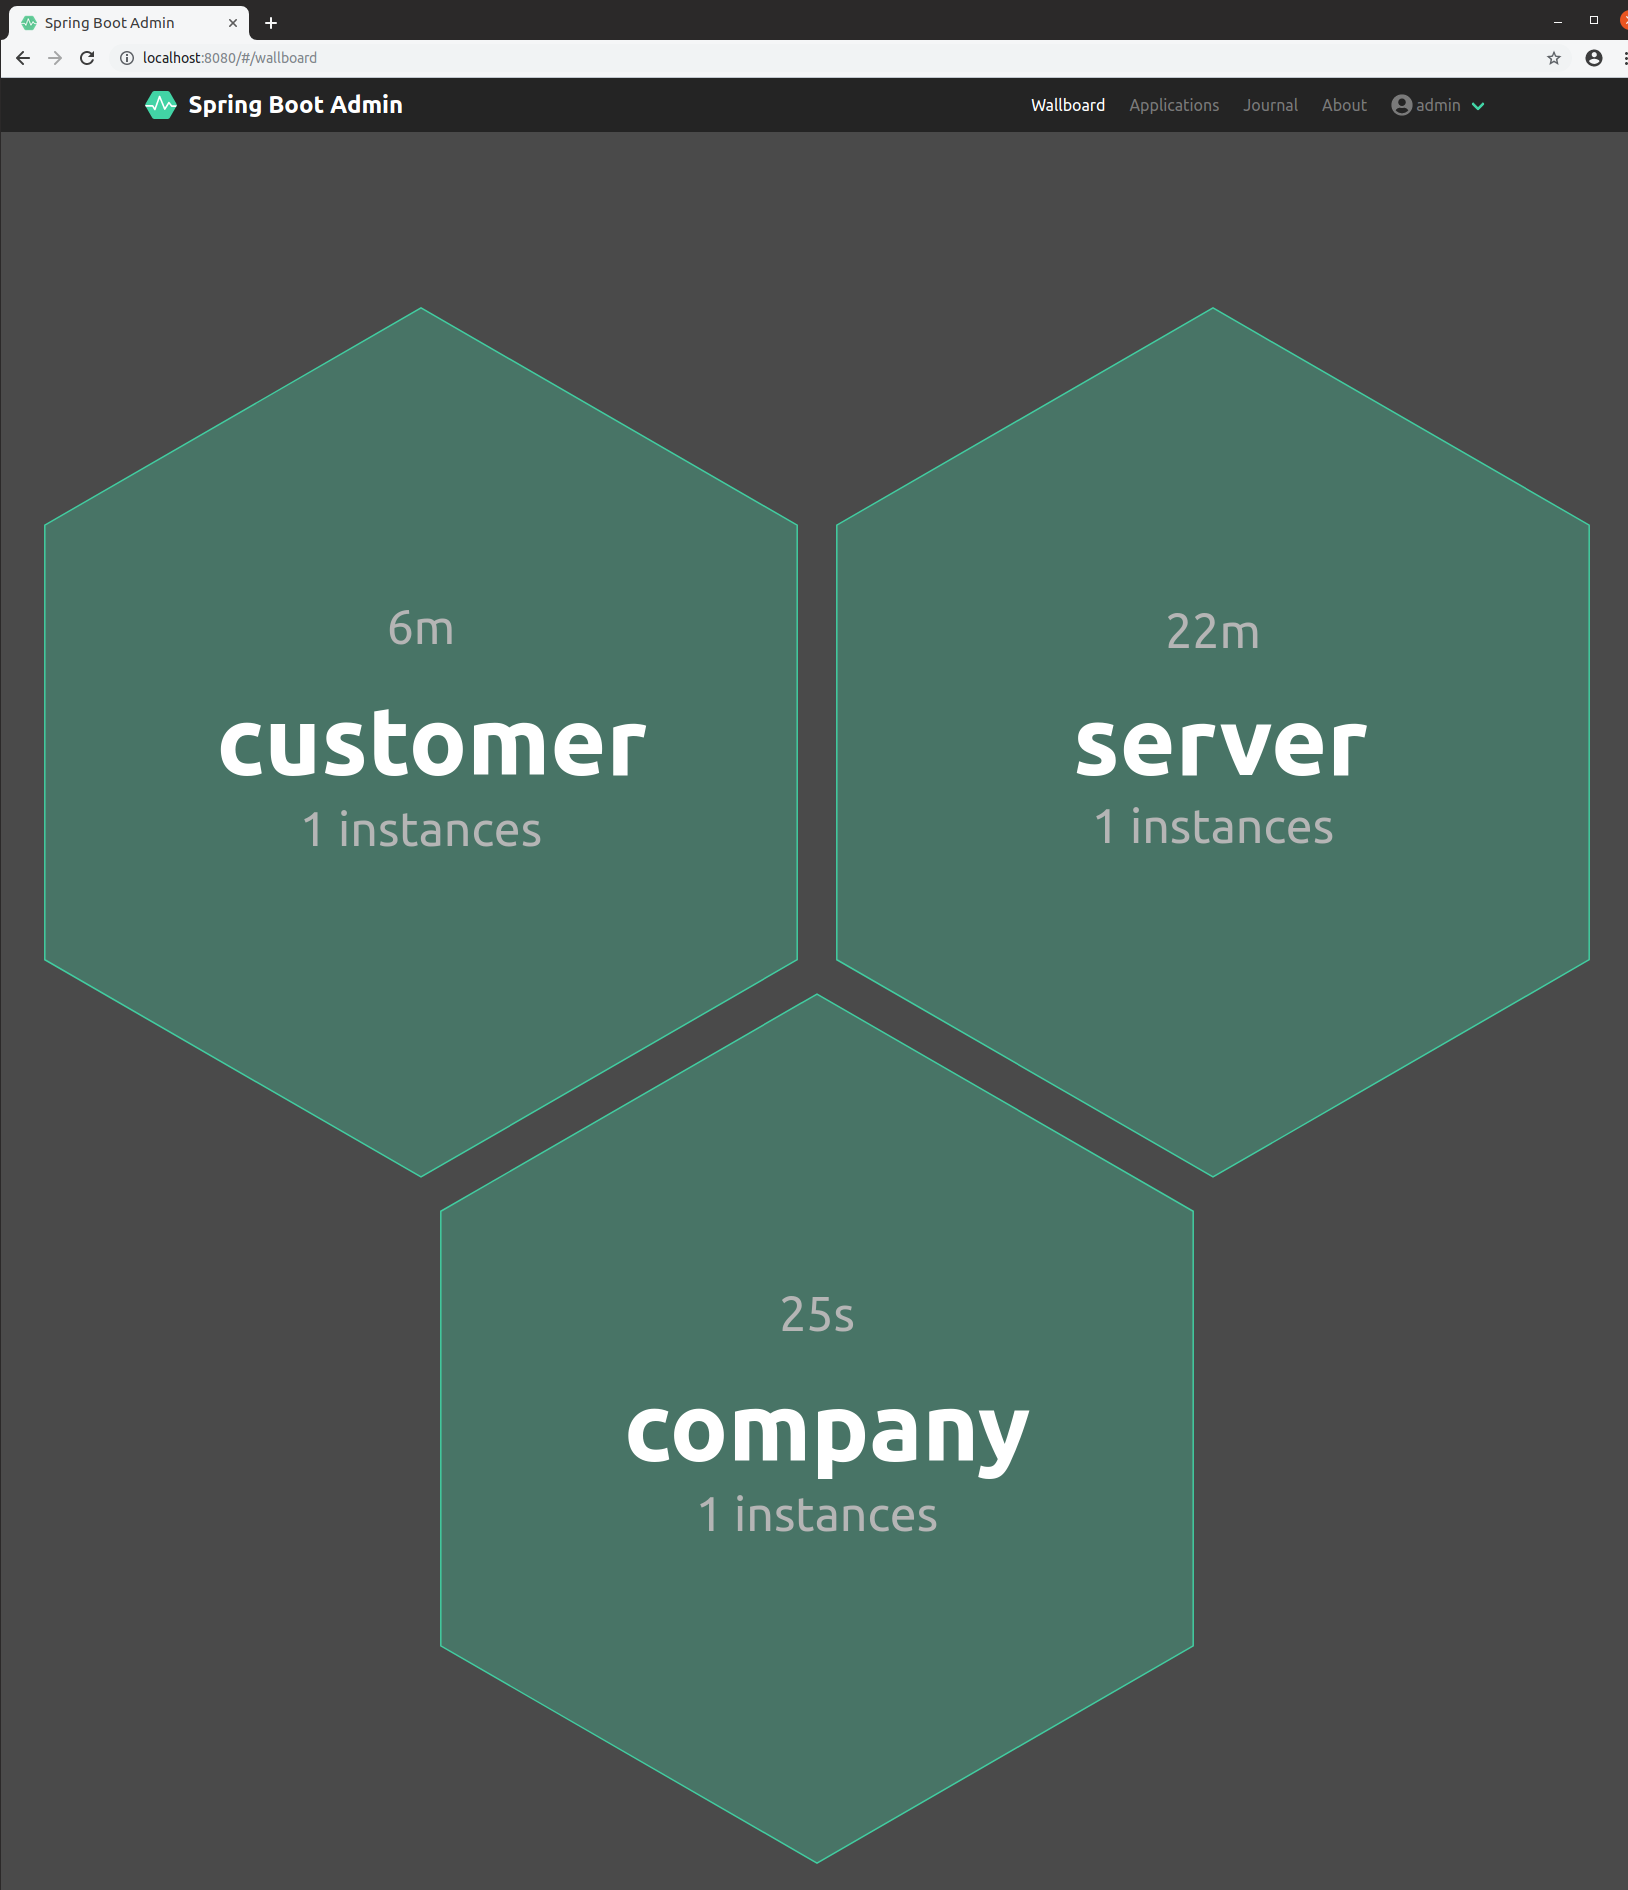 Spring Boot Admin
localhost:8080/#/wallboard
Spring Boot Admin Wallboard Applications Journal About admin
6m
customer
1 instances
22m
server
1 instances
25s
company
1 instances